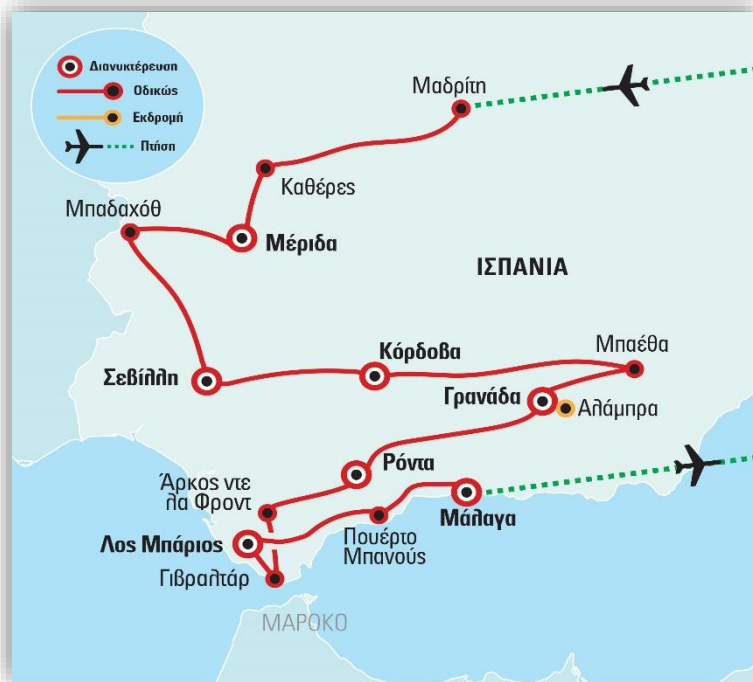 Διανυκτέρευση
Οδικώς
Εκδρομή
Πτήση
Μαδρίτη
Καθέρες
Μπαδαχόθ
Μέριδα
ΙΣΠΑΝΙΑ
Σεβίλλη
Κόρδοβα
Μπαέθα
Γρανάδα
Αλάμπρα
Ρόντα
Άρκος ντε
λα Φροντ
Μάλαγα
Πουέρτο
Μπανούς
Λος Μπάριος
Γιβραλτάρ
ΜΑΡΟΚΟ